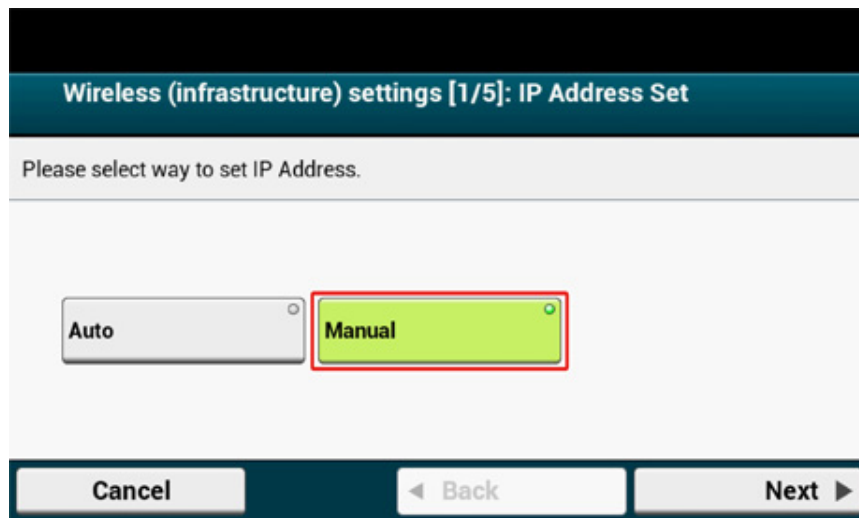 Wireless (infrastructure) settings [1/5]: IP Address Set
Please select way to set IP Address.
Auto
Manual
Cancel
Back
Next